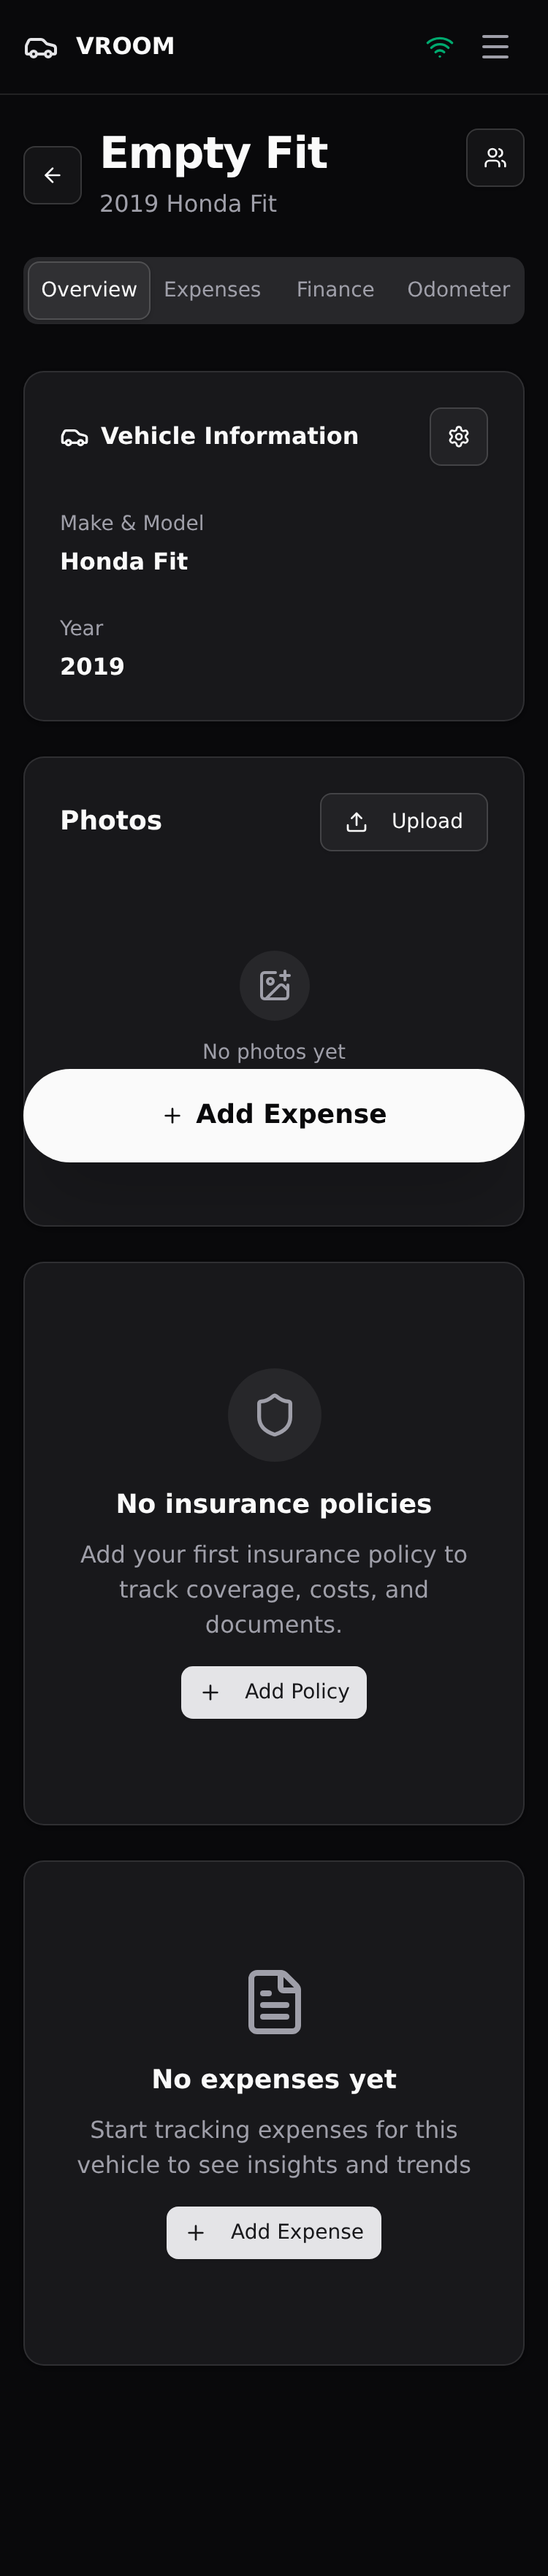 VROOM
Empty Fit
2019 Honda Fit
Overview Expenses Finance Odometer
Vehicle Information
Make & Model
Honda Fit
Year
2019
Photos Upload
No photos yet
+ Add Expense
No insurance policies
Add your first insurance policy to
track coverage, costs, and
documents.
+ Add Policy
No expenses yet
Start tracking expenses for this
vehicle to see insights and trends
+ Add Expense